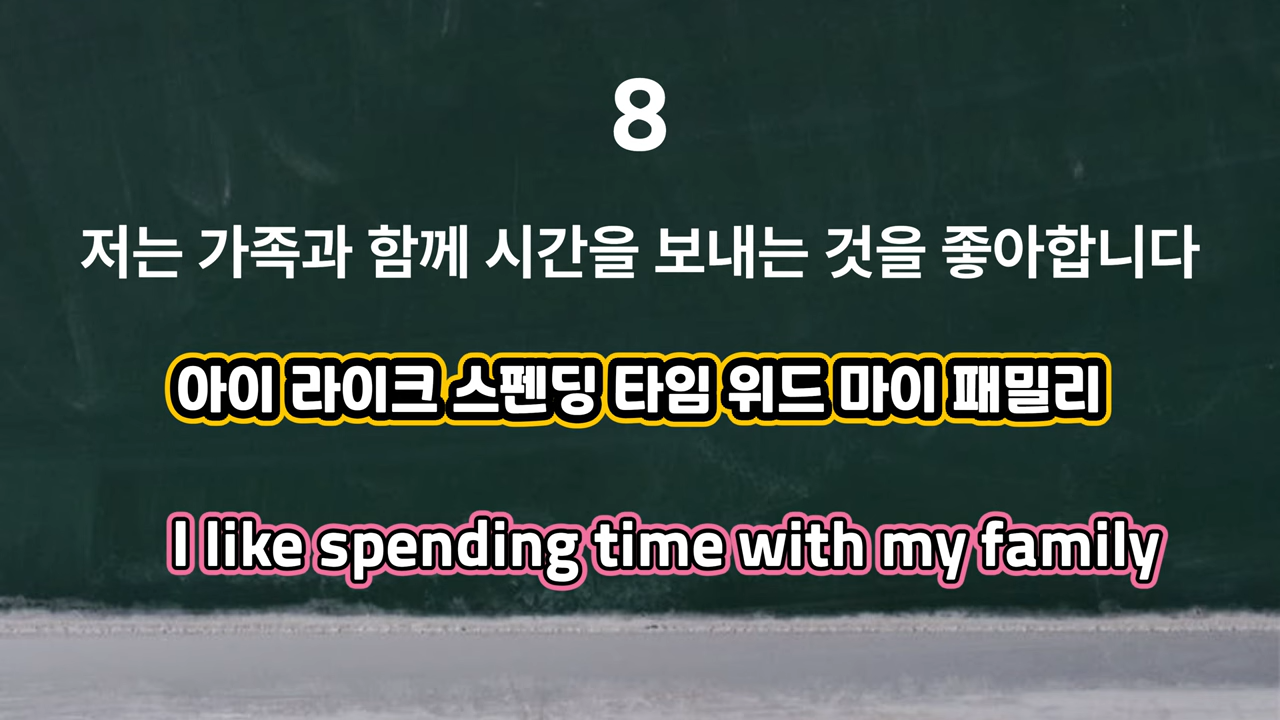 8
저는 가족과 함께 시간을 보내는 것을 좋아합니다
아이 라이크 스펜딩 타임 위드 마이 패밀리
I like spending time with my family